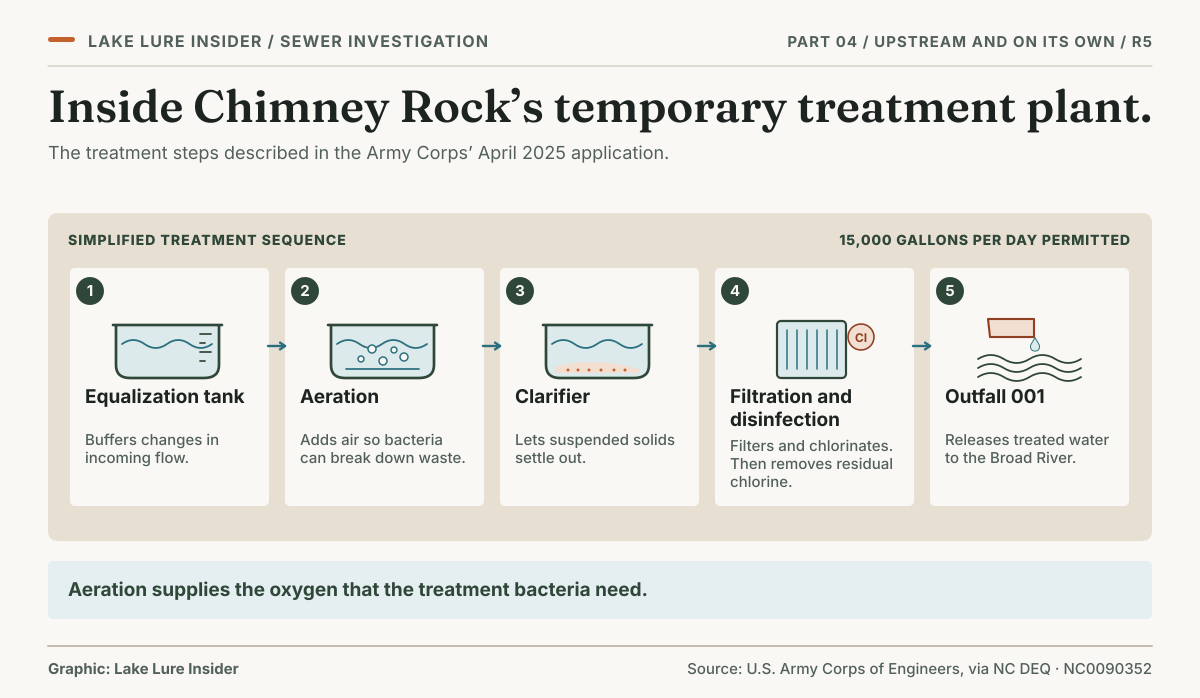 LAKE LURE INSIDER / SEWER INVESTIGATION
PART 04 / UPSTREAM AND ON ITS OWN / R5
Inside Chimney Rock’s temporary treatment plant.
The treatment steps described in the Army Corps’ April 2025 application.
SIMPLIFIED TREATMENT SEQUENCE
15,000 GALLONS PER DAY PERMITTED
1
Equalization tank
Buffers changes in
incoming flow.
2
Aeration
Adds air so bacteria
can break down waste.
3
Clarifier
Lets suspended solids
settle out.
4
Cl
Filtration and
disinfection
Filters and chlorinates.
Then removes residual
chlorine.
5
Outfall 001
Releases treated water
to the Broad River.
Aeration supplies the oxygen that the treatment bacteria need.
Graphic: Lake Lure Insider
Source: U.S. Army Corps of Engineers, via NC DEQ · NC0090352